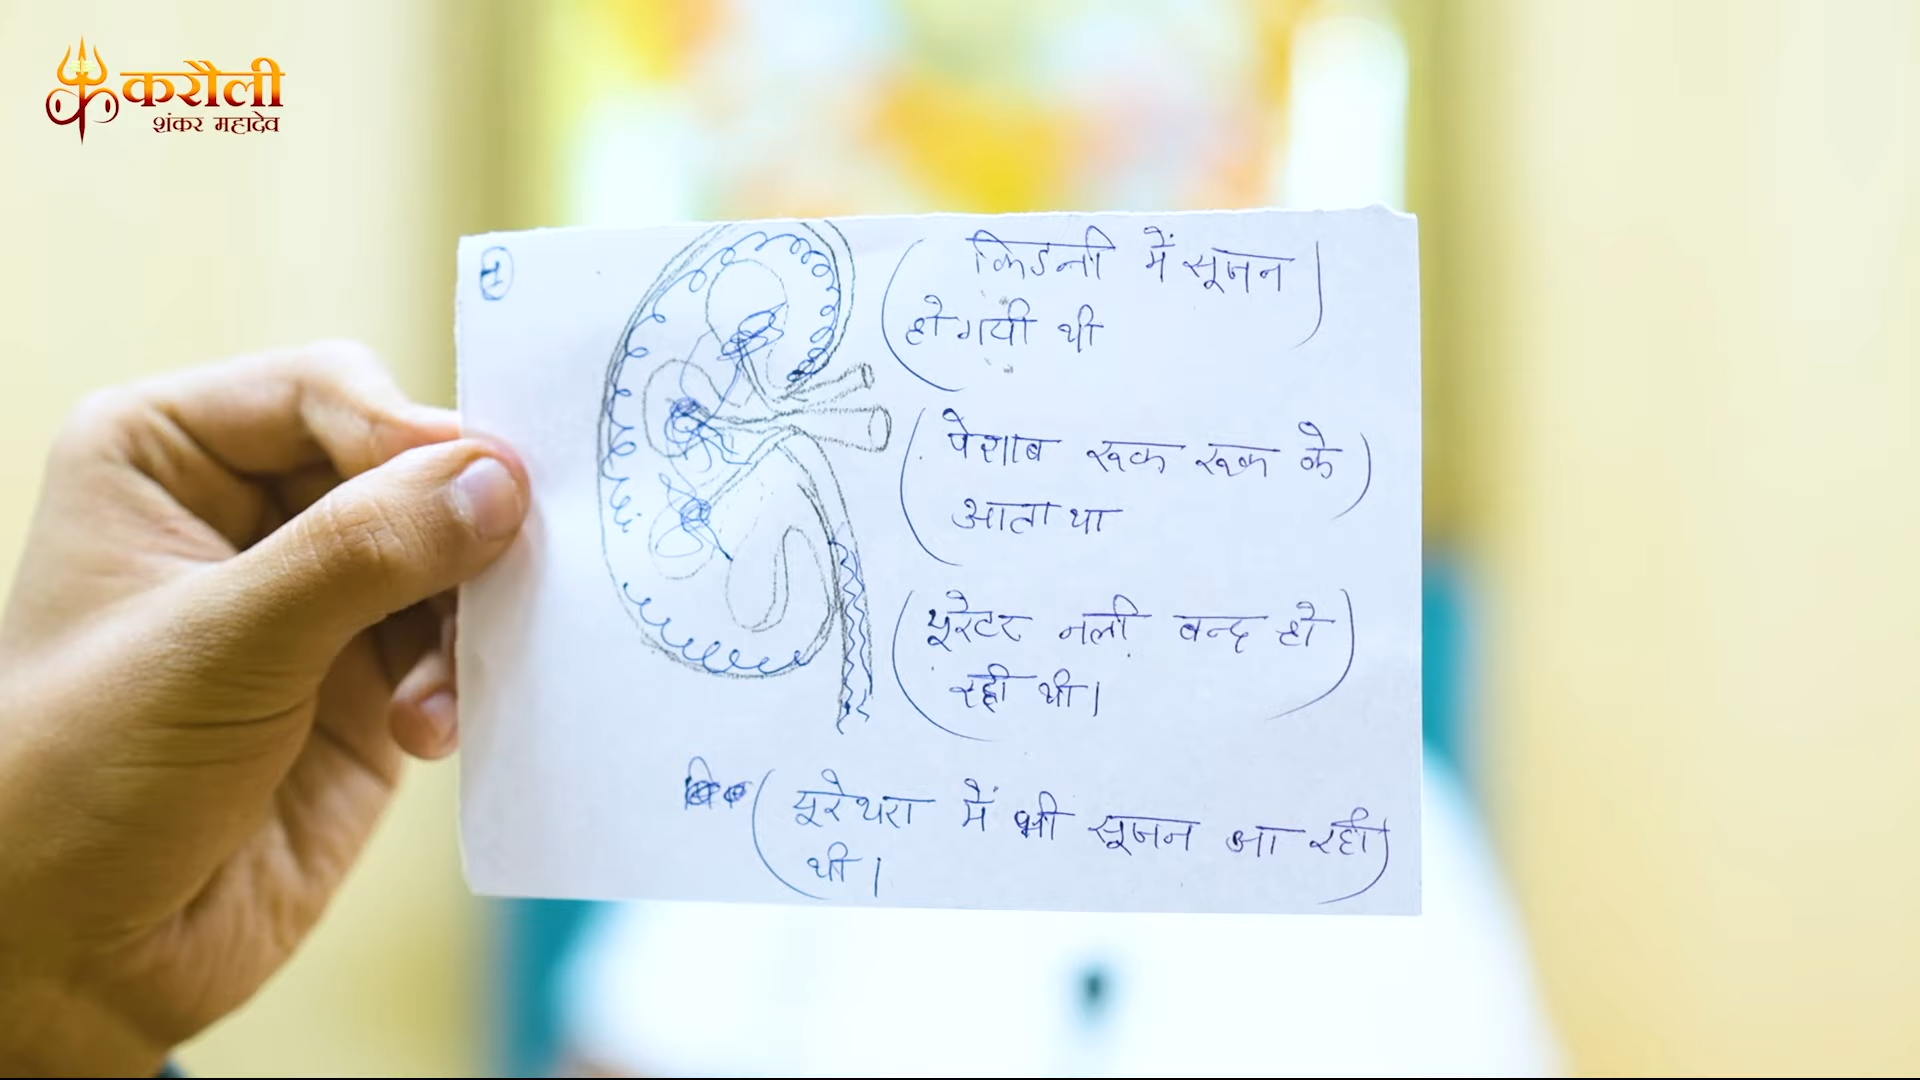 करौली
शंकर महादेव
किडनी में सूजन
हो गयी थी
पेशाब रूक रूक के
आता था
यूरेटर नली बन्द हो
रही थी।
यूरेथरा में भी सूजन आ रही
थी।